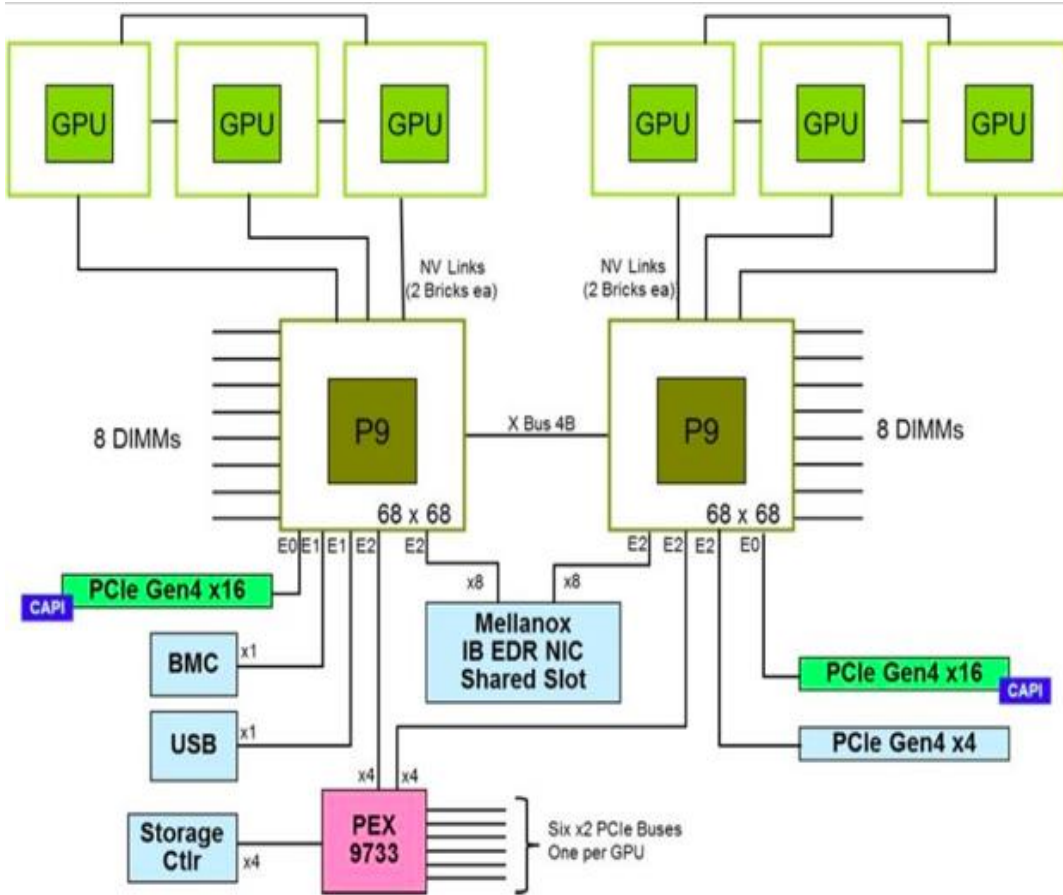 GPU GPU GPU GPU GPU GPU
NV Links
(2 Bricks ea)
NV Links
(2 Bricks ea)
8 DIMMs
P9
68 x 68
X Bus 4B
P9
68 x 68
8 DIMMs
E0 E1 E1 E2 E2
E2 E2 E2 E0
PCIe Gen4 x16
CAPI
x8
x8
Mellanox
IB EDR NIC
Shared Slot
BMC
x1
PCIe Gen4 x16
CAPI
USB
x1
PCIe Gen4 x4
x4
x4
Storage
Ctlr
x4
PEX
9733
Six x2 PCIe Buses
One per GPU